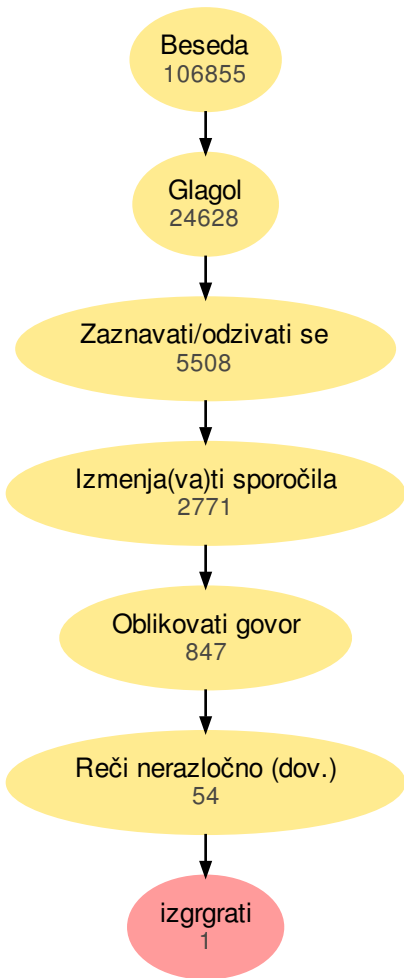 Beseda
106855
Glagol
24628
Zaznavati/odzivati se
5508
Izmenja(va)ti sporočila
2771
Oblikovati govor
847
Reči nerazločno (dov.)
54
izgrgrati
1